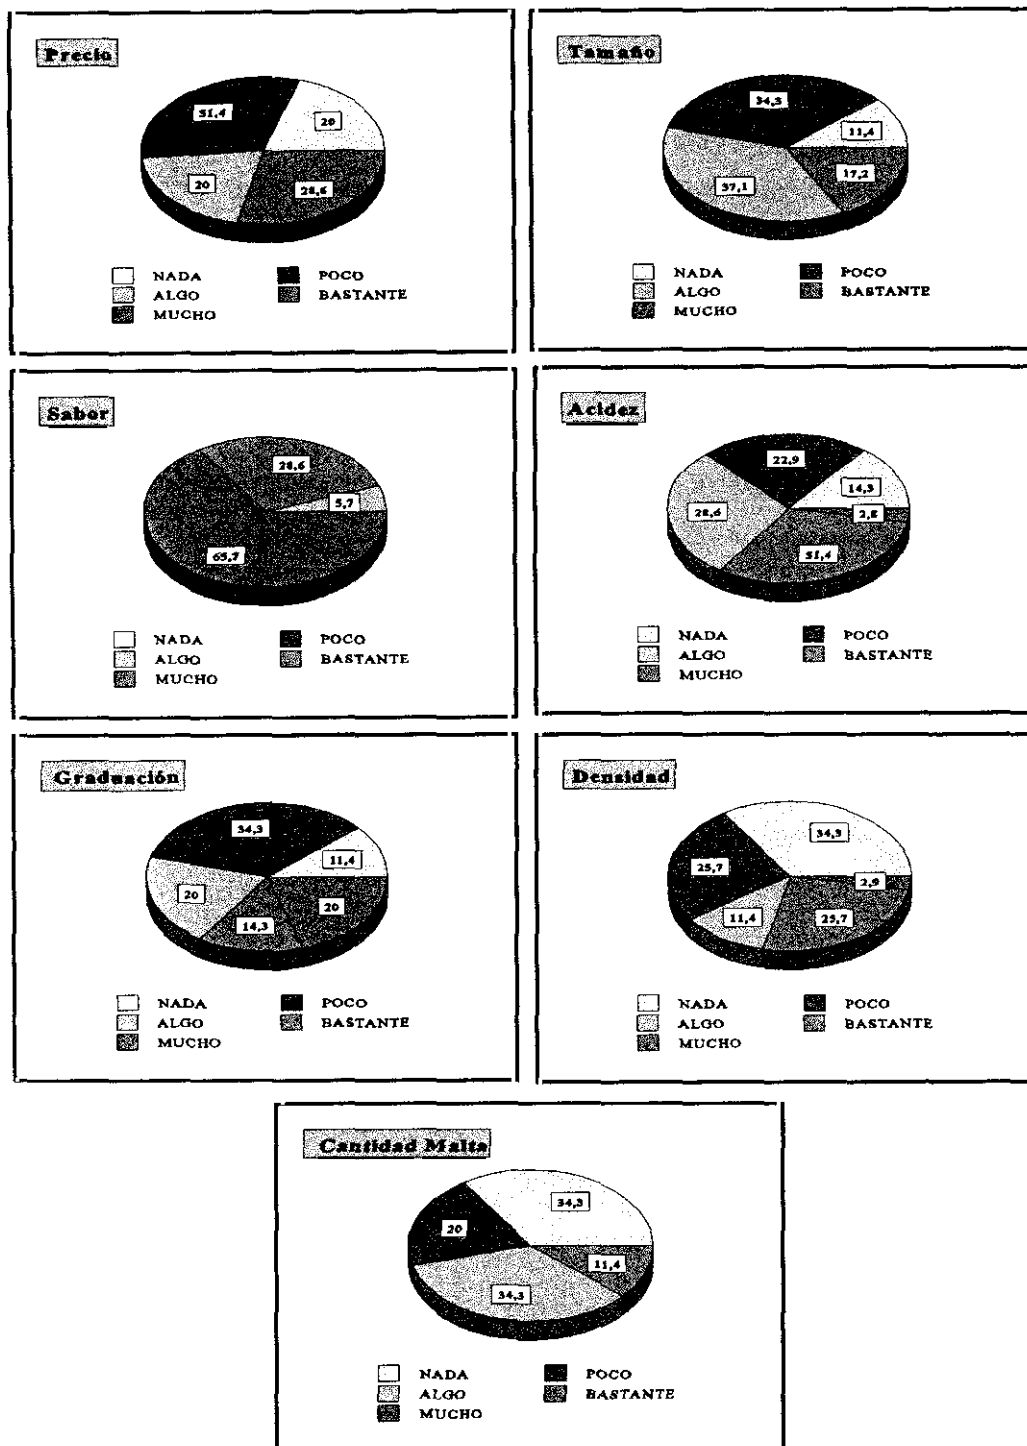 Precio
31,4
20
20
28,6
NADA POCO
ALGO BASTANTE
MUCHO
Tamaño
34,3
11,4
17,2
37,1
NADA POCO
ALGO BASTANTE
MUCHO
Sabor
28,6
5,7
65,7
NADA POCO
ALGO BASTANTE
MUCHO
Acidez
22,9
14,3
2,8
28,6
31,4
NADA POCO
ALGO BASTANTE
MUCHO
Graduación
34,3
11,4
20
20
14,3
NADA POCO
ALGO BASTANTE
MUCHO
Densidad
34,3
25,7
2,9
11,4
25,7
NADA POCO
ALGO BASTANTE
MUCHO
Cantidad Malta
34,3
20
11,4
34,3
NADA POCO
ALGO BASTANTE
MUCHO